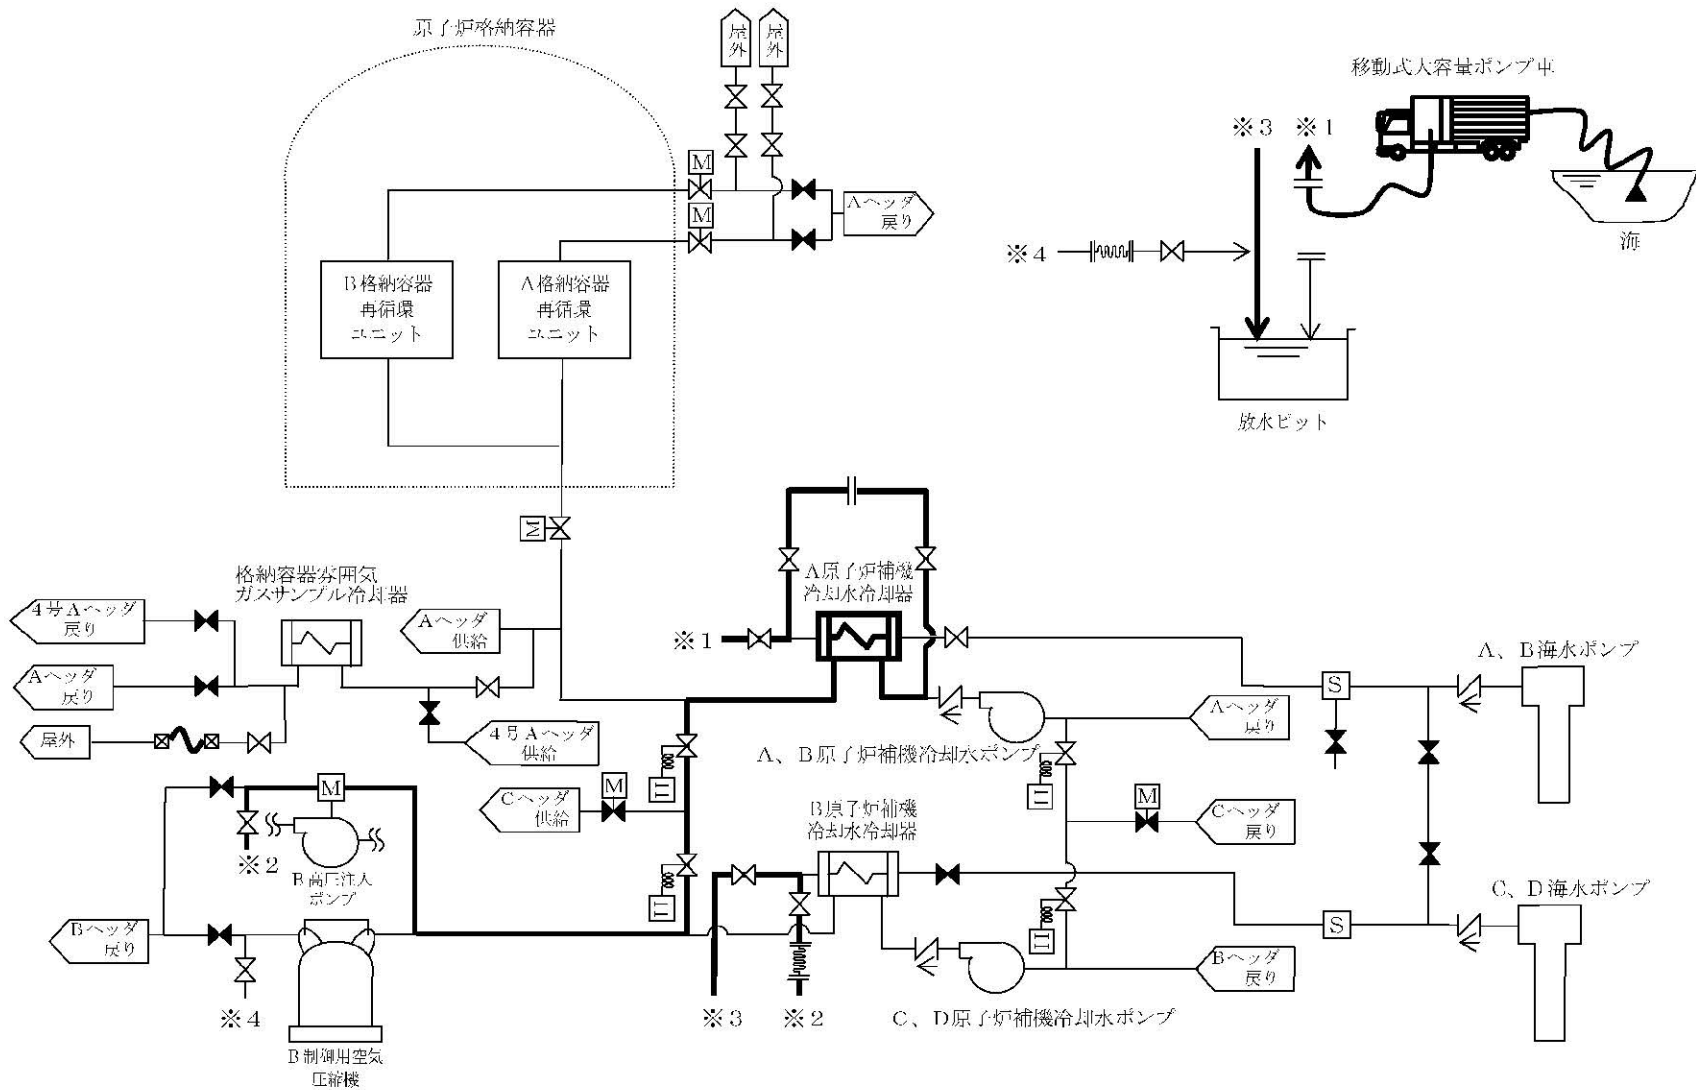 原子炉格納容器
屋外
屋外
移動式大容量ポンプ車
※3
※1
M
M
Aヘッダ
戻り
※4
海
B格納容器
再循環
ユニット
A格納容器
再循環
ユニット
放水ピット
M
格納容器雰囲気
ガスサンプル冷却器
A原子炉補機
冷却水冷却器
4号Aヘッダ
戻り
Aヘッダ
供給
※1
A、B海水ポンプ
Aヘッダ
戻り
S
屋外
4号Aヘッダ
供給
Aヘッダ
戻り
A、B原子炉補機冷却水ポンプ
M
Cヘッダ
供給
M
B原子炉補機
冷却水冷却器
M
Cヘッダ
戻り
※2
B高圧注入
ポンプ
C、D海水ポンプ
Bヘッダ
戻り
S
Bヘッダ
戻り
※4
※3
※2
C、D原子炉補機冷却水ポンプ
B制御用空気
圧縮機